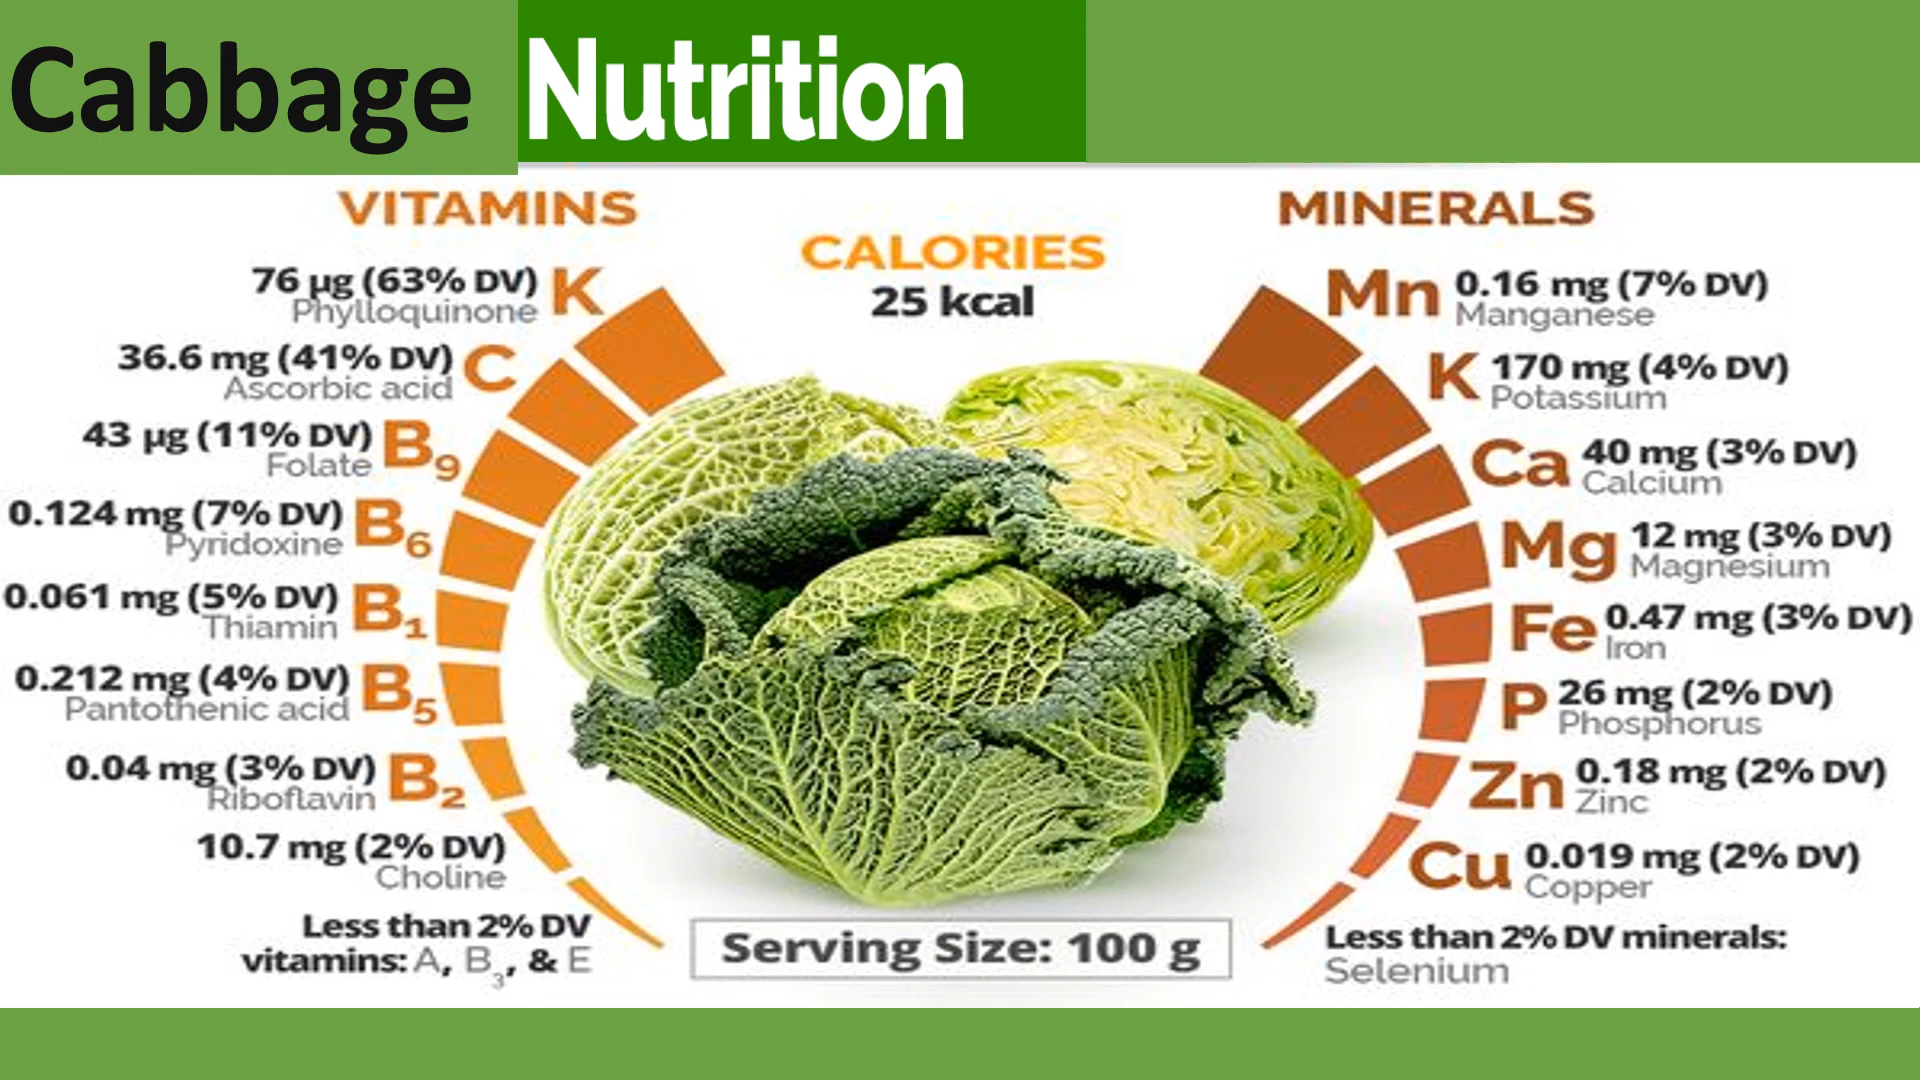 Cabbage Nutrition
VITAMINS
76 µg (63% DV) K
Phylloquinone
36.6 mg (41% DV) C
Ascorbic acid
43 µg (11% DV) B9
Folate
0.124 mg (7% DV) B6
Pyridoxine
0.061 mg (5% DV) B1
Thiamin
0.212 mg (4% DV) B5
Pantothenic acid
0.04 mg (3% DV) B2
Riboflavin
10.7 mg (2% DV)
Choline
Less than 2% DV
vitamins: A, B3, & E
CALORIES
25 kcal
Serving Size: 100 g
MINERALS
Mn 0.16 mg (7% DV)
Manganese
K 170 mg (4% DV)
Potassium
Ca 40 mg (3% DV)
Calcium
Mg 12 mg (3% DV)
Magnesium
Fe 0.47 mg (3% DV)
Iron
P 26 mg (2% DV)
Phosphorus
Zn 0.18 mg (2% DV)
Zinc
Cu 0.019 mg (2% DV)
Copper
Less than 2% DV minerals:
Selenium